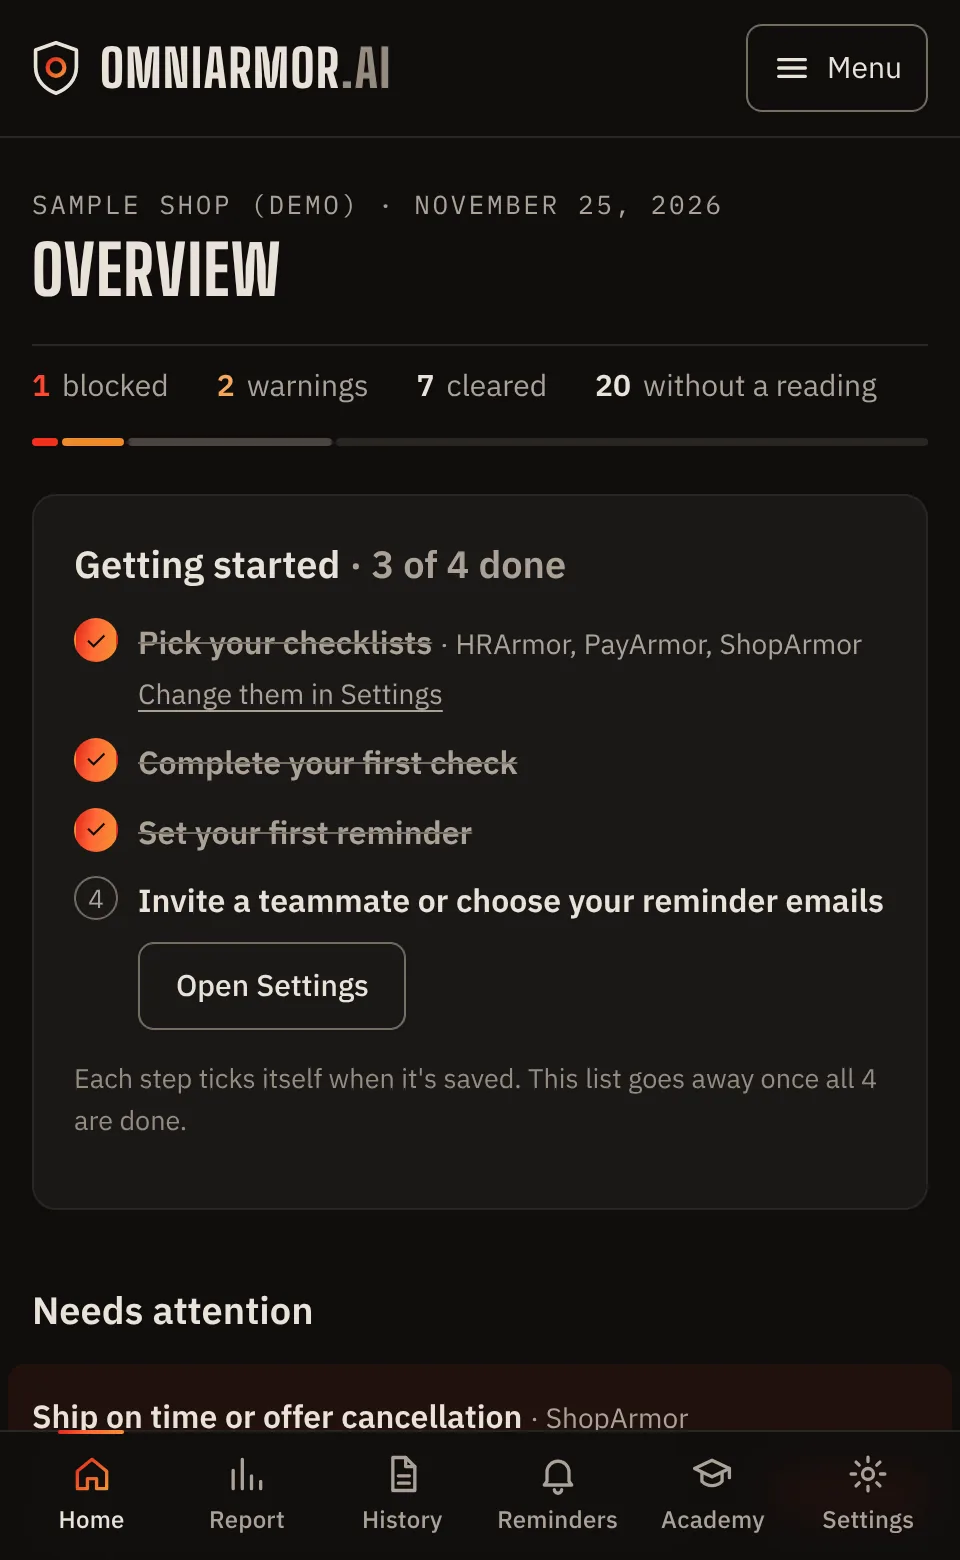 OMNIARMOR.AI
Menu
SAMPLE SHOP (DEMO) · NOVEMBER 25, 2026
OVERVIEW
1 blocked 2 warnings 7 cleared 20 without a reading
Getting started · 3 of 4 done
Pick your checklists · HRArmor, PayArmor, ShopArmor
Change them in Settings
Complete your first check
Set your first reminder
4 Invite a teammate or choose your reminder emails
Open Settings
Each step ticks itself when it's saved. This list goes away once all 4
are done.
Needs attention
Ship on time or offer cancellation · ShopArmor
Home Report History Reminders Academy Settings